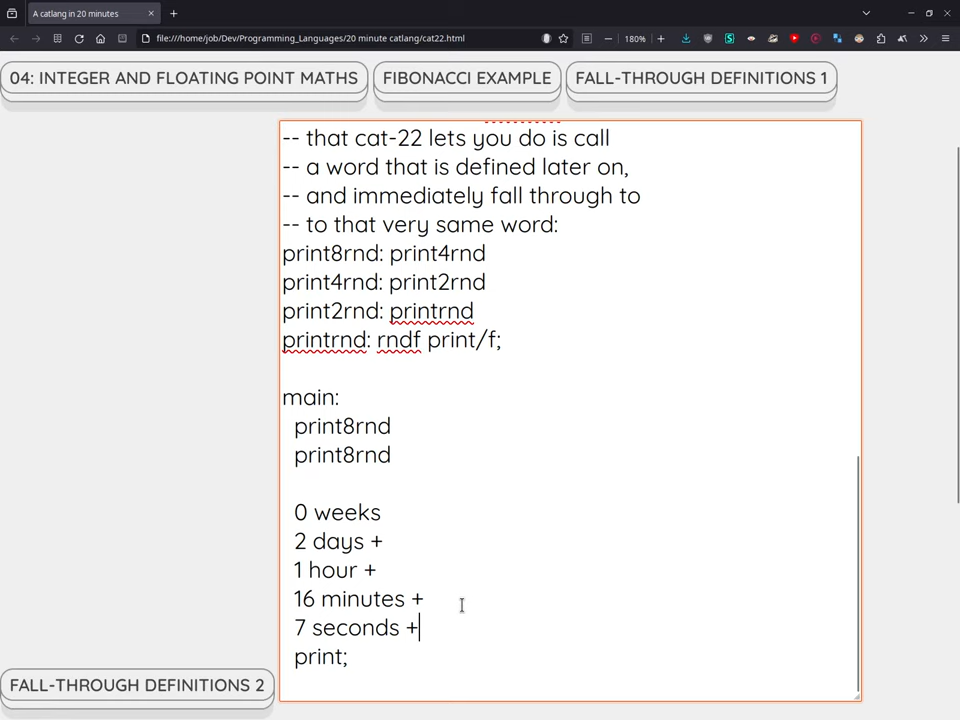 A catlang in 20 minutes
file:///home/job/Dev/Programming_Languages/20 minute catlang/cat22.html
180%
04: INTEGER AND FLOATING POINT MATHS
FIBONACCI EXAMPLE
FALL-THROUGH DEFINITIONS 1
-- that cat-22 lets you do is call
-- a word that is defined later on,
-- and immediately fall through to
-- to that very same word:
print8rnd: print4rnd
print4rnd: print2rnd
print2rnd: printrnd
printrnd: rndf print/f;
main:
print8rnd
print8rnd
0 weeks
2 days +
1 hour +
16 minutes +
7 seconds +
print;
FALL-THROUGH DEFINITIONS 2